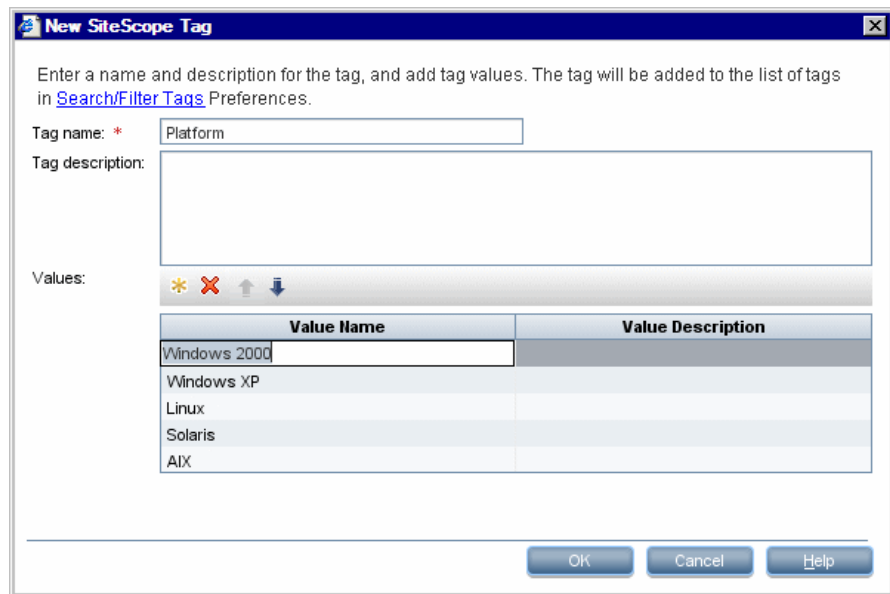 New SiteScope Tag
Enter a name and description for the tag, and add tag values. The tag will be added to the list of tags
in Search/Filter Tags Preferences.
Tag name: * Platform
Tag description:
Values:
Value Name Value Description
Windows 2000
Windows XP
Linux
Solaris
AIX
OK Cancel Help